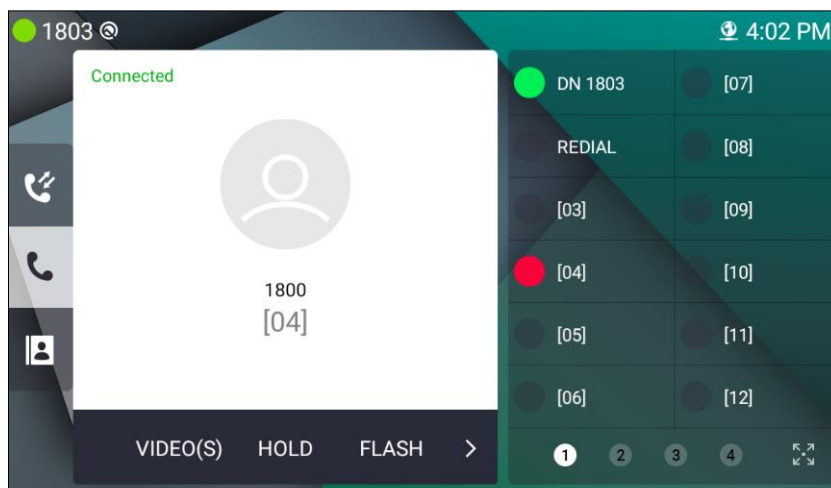 1803
4:02 PM
Connected
1800
[04]
VIDEO(S) HOLD FLASH
DN 1803
[07]
REDIAL
[08]
[03]
[09]
[04]
[10]
[05]
[11]
[06]
[12]
1 2 3 4